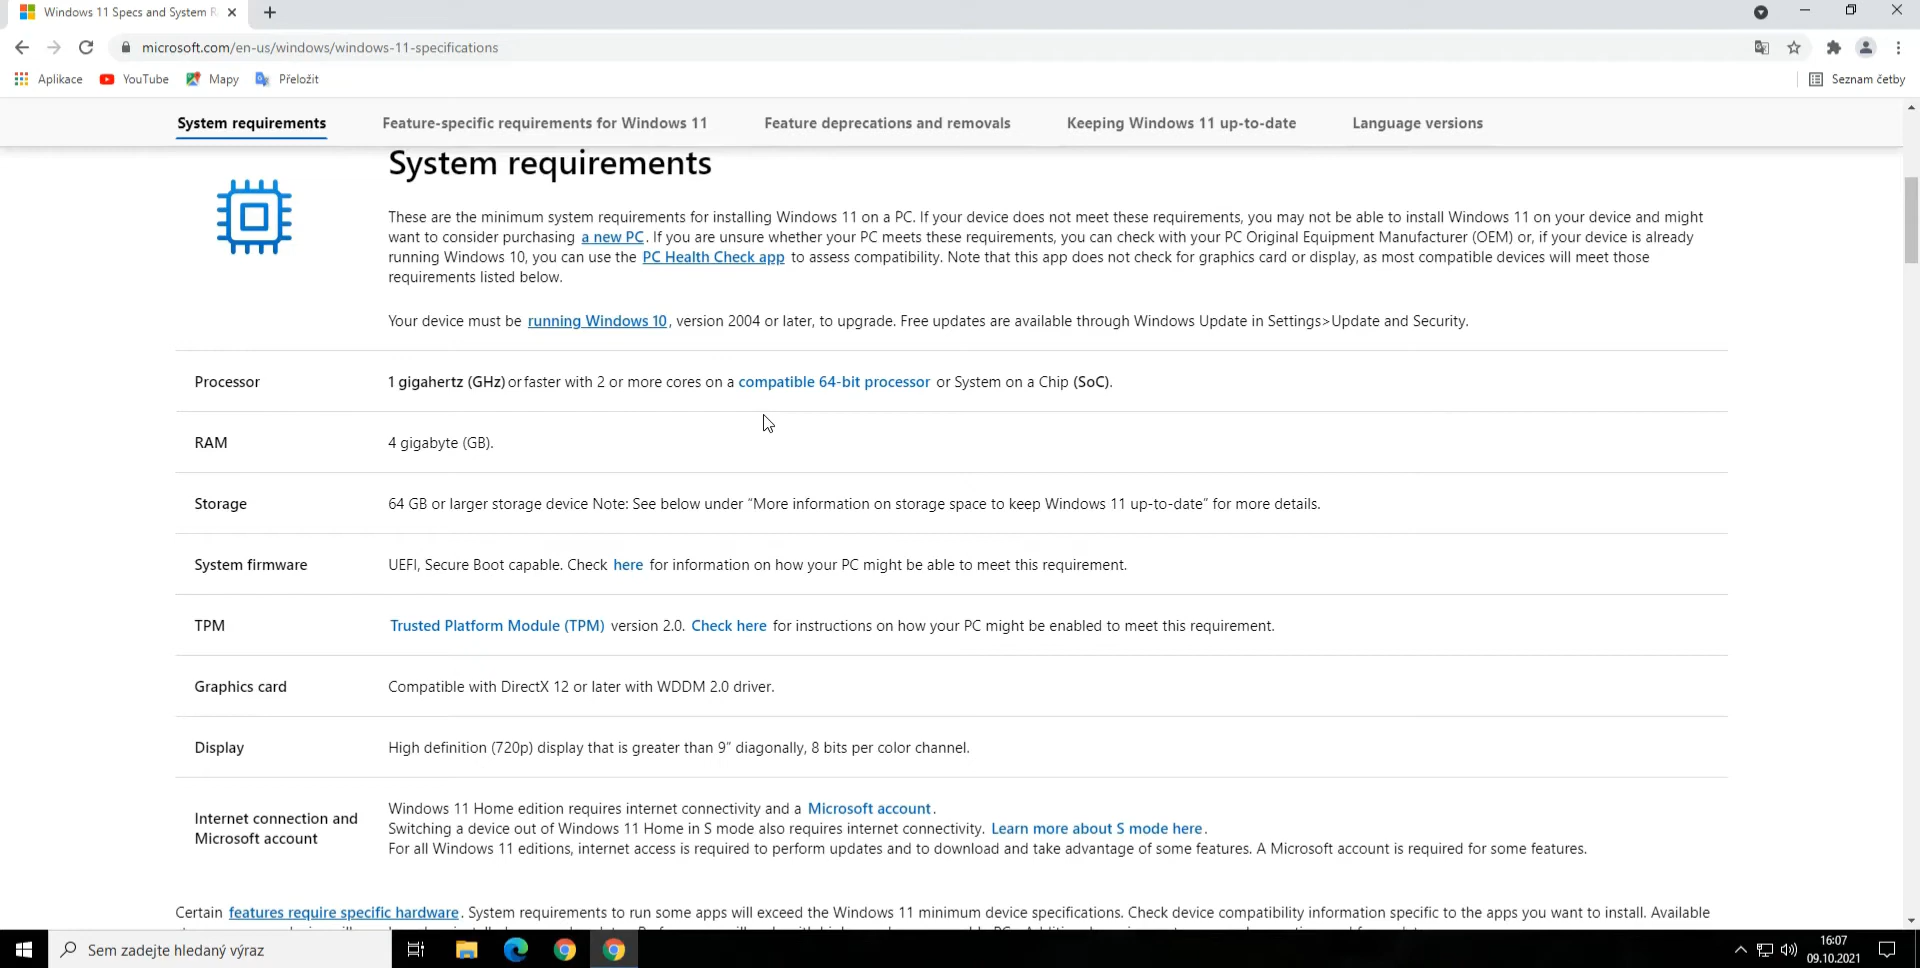 Windows 11 Specs and System R
microsoft.com/en-us/windows/windows-11-specifications
Aplikace YouTube Mapy Přeložit Seznam četby
System requirements Feature-specific requirements for Windows 11 Feature deprecations and removals Keeping Windows 11 up-to-date Language versions
System requirements
These are the minimum system requirements for installing Windows 11 on a PC. If your device does not meet these requirements, you may not be able to install Windows 11 on your device and might
want to consider purchasing a new PC. If you are unsure whether your PC meets these requirements, you can check with your PC Original Equipment Manufacturer (OEM) or, if your device is already
running Windows 10, you can use the PC Health Check app to assess compatibility. Note that this app does not check for graphics card or display, as most compatible devices will meet those
requirements listed below.
Your device must be running Windows 10, version 2004 or later, to upgrade. Free updates are available through Windows Update in Settings>Update and Security.
Processor 1 gigahertz (GHz) or faster with 2 or more cores on a compatible 64-bit processor or System on a Chip (SoC).
RAM 4 gigabyte (GB).
Storage 64 GB or larger storage device Note: See below under “More information on storage space to keep Windows 11 up-to-date” for more details.
System firmware UEFI, Secure Boot capable. Check here for information on how your PC might be able to meet this requirement.
TPM Trusted Platform Module (TPM) version 2.0. Check here for instructions on how your PC might be enabled to meet this requirement.
Graphics card Compatible with DirectX 12 or later with WDDM 2.0 driver.
Display High definition (720p) display that is greater than 9” diagonally, 8 bits per color channel.
Internet connection and
Microsoft account
Windows 11 Home edition requires internet connectivity and a Microsoft account.
Switching a device out of Windows 11 Home in S mode also requires internet connectivity. Learn more about S mode here.
For all Windows 11 editions, internet access is required to perform updates and to download and take advantage of some features. A Microsoft account is required for some features.
Certain features require specific hardware. System requirements to run some apps will exceed the Windows 11 minimum device specifications. Check device compatibility information specific to the apps you want to install. Available
Sem zadejte hledaný výraz
16:07
09.10.2021